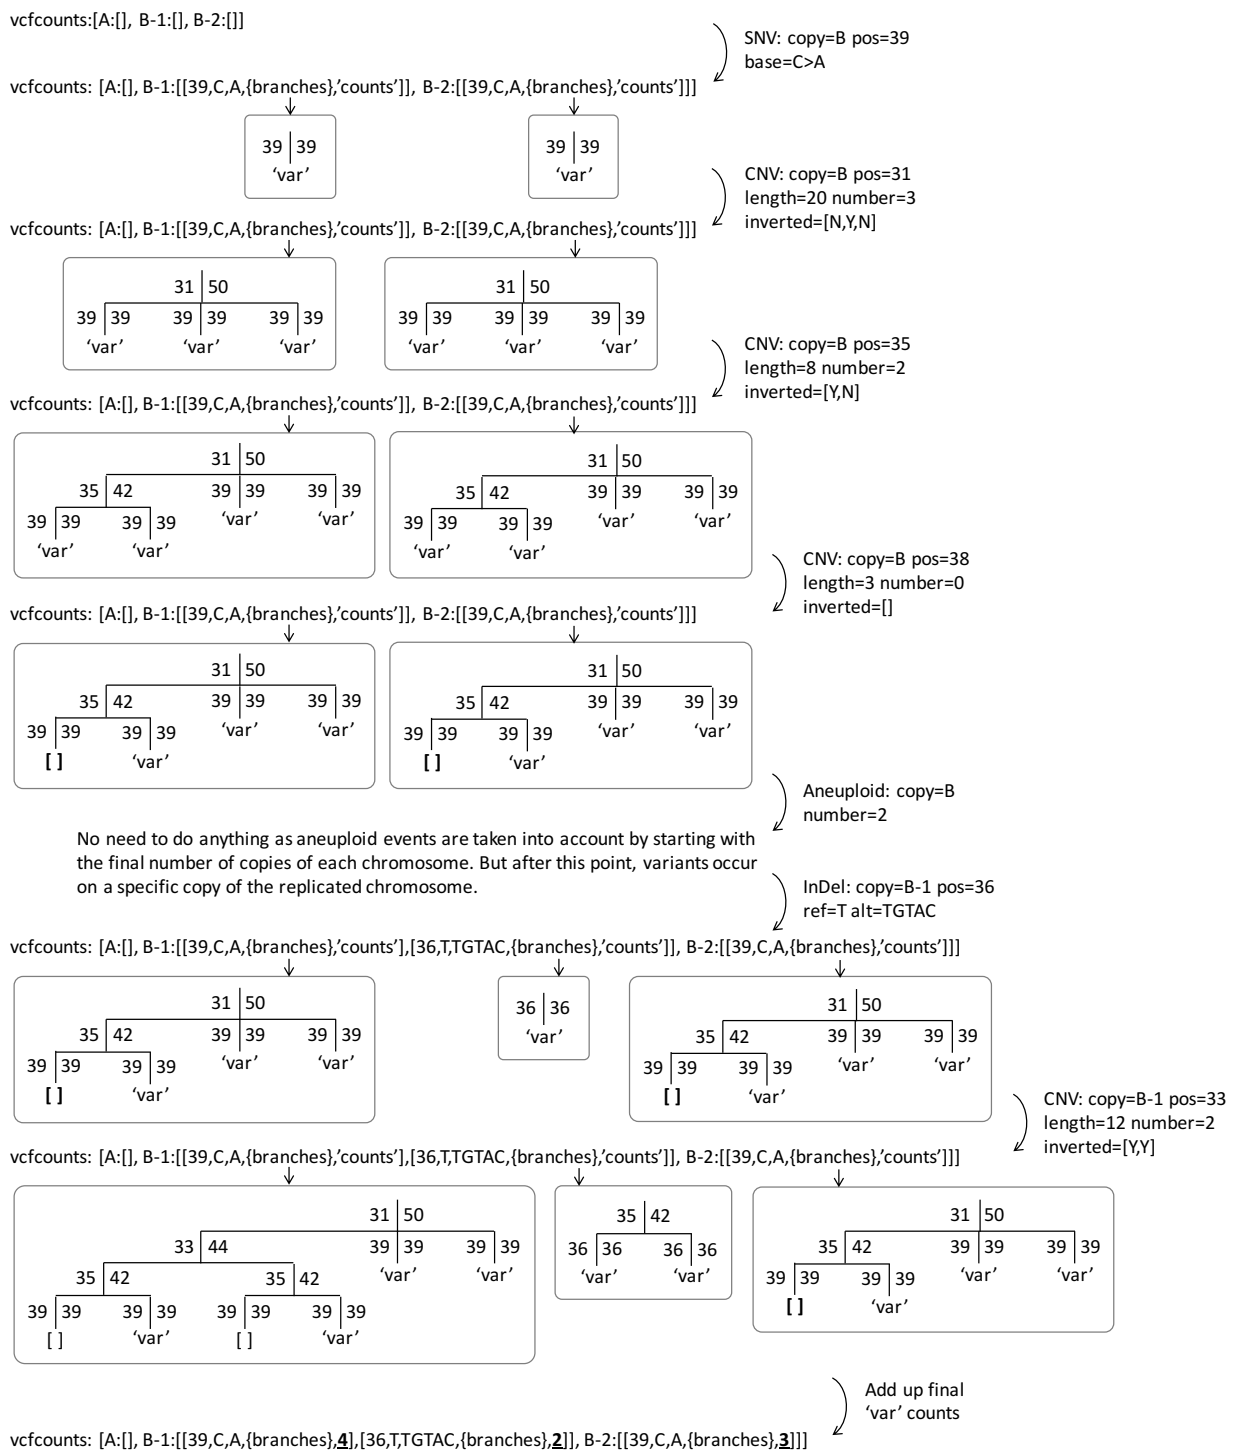 vcfcounts:[A:[], B-1:[], B-2:[]]
SNV: copy=B pos=39
base=C>A
vcfcounts: [A:[], B-1:[[39,C,A,{branches},'counts']], B-2:[[39,C,A,{branches},'counts']]]
39 39 39 39
‘var’ ‘var’
CNV: copy=B pos=31
length=20 number=3
inverted=[N,Y,N]
vcfcounts: [A:[], B-1:[[39,C,A,{branches},'counts']], B-2:[[39,C,A,{branches},'counts']]]
31 50 31 50
39 39 39 39 39 39 39 39 39 39 39 39
‘var’ ‘var’ ‘var’ ‘var’ ‘var’ ‘var’
CNV: copy=B pos=35
length=8 number=2
inverted=[Y,N]
vcfcounts: [A:[], B-1:[[39,C,A,{branches},'counts']], B-2:[[39,C,A,{branches},'counts']]]
31 50 31 50
35 42 39 39 39 39 35 42 39 39 39 39
39 39 39 39 ‘var’ ‘var’ 39 39 39 39 ‘var’ ‘var’
‘var’ ‘var’ ‘var’ ‘var’
CNV: copy=B pos=38
length=3 number=0
inverted=[]
vcfcounts: [A:[], B-1:[[39,C,A,{branches},'counts']], B-2:[[39,C,A,{branches},'counts']]]
31 50 31 50
35 42 39 39 39 39 35 42 39 39 39 39
39 39 39 39 ‘var’ ‘var’ 39 39 39 39 ‘var’ ‘var’
[ ] ‘var’ [ ] ‘var’
Aneuploid: copy=B
number=2
No need to do anything as aneuploid events are taken into account by starting with
the final number of copies of each chromosome. But after this point, variants occur
on a specific copy of the replicated chromosome.
InDel: copy=B-1 pos=36
ref=T alt=TGTAC
vcfcounts: [A:[], B-1:[[39,C,A,{branches},'counts'],[36,T,TGTAC,{branches},'counts']], B-2:[[39,C,A,{branches},'counts']]]
31 50 36 36 31 50
35 42 39 39 39 39 ‘var’ 35 42 39 39 39 39
39 39 39 39 ‘var’ ‘var’ 39 39 39 39 ‘var’ ‘var’
[ ] ‘var’ [ ] ‘var’
CNV: copy=B-1 pos=33
length=12 number=2
inverted=[Y,Y]
vcfcounts: [A:[], B-1:[[39,C,A,{branches},'counts'],[36,T,TGTAC,{branches},'counts']], B-2:[[39,C,A,{branches},'counts']]]
31 50 35 42 31 50
33 44 39 39 39 39 36 36 36 36 35 42 39 39 39 39
35 42 35 42 ‘var’ ‘var’ ‘var’ ‘var’ 39 39 39 39 ‘var’ ‘var’
39 39 39 39 39 39 39 39 [ ] ‘var’
[ ] ‘var’ [ ] ‘var’
Add up final
‘var’ counts
vcfcounts: [A:[], B-1:[[39,C,A,{branches},4],[36,T,TGTAC,{branches},2]], B-2:[[39,C,A,{branches},3]]]